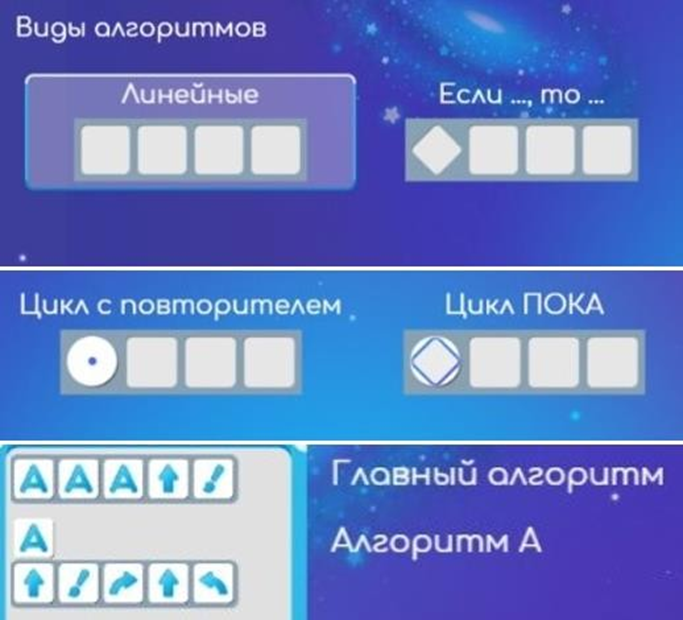 Виды алгоритмов
Линейные
Если ..., то ...
Цикл с повторителем
Цикл ПОКА
А А А
Главный алгоритм
А
Алгоритм А